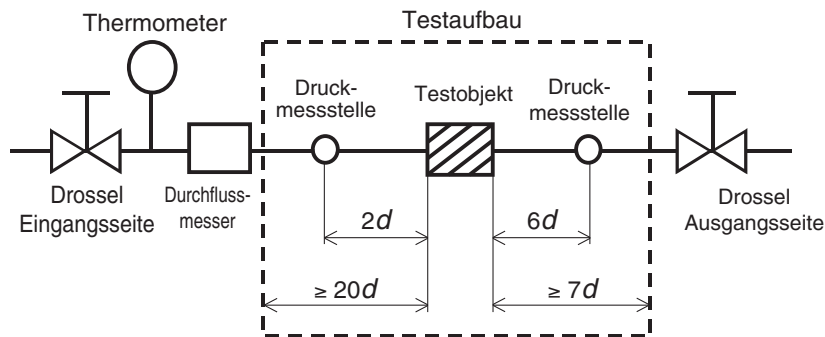 Testaufbau
Thermometer
Druck-
messstelle
Testobjekt
Druck-
messstelle
Drossel
Eingangsseite
Durchfluss-
messer
Drossel
Ausgangsseite
2d
6d
≥ 20d
≥ 7d